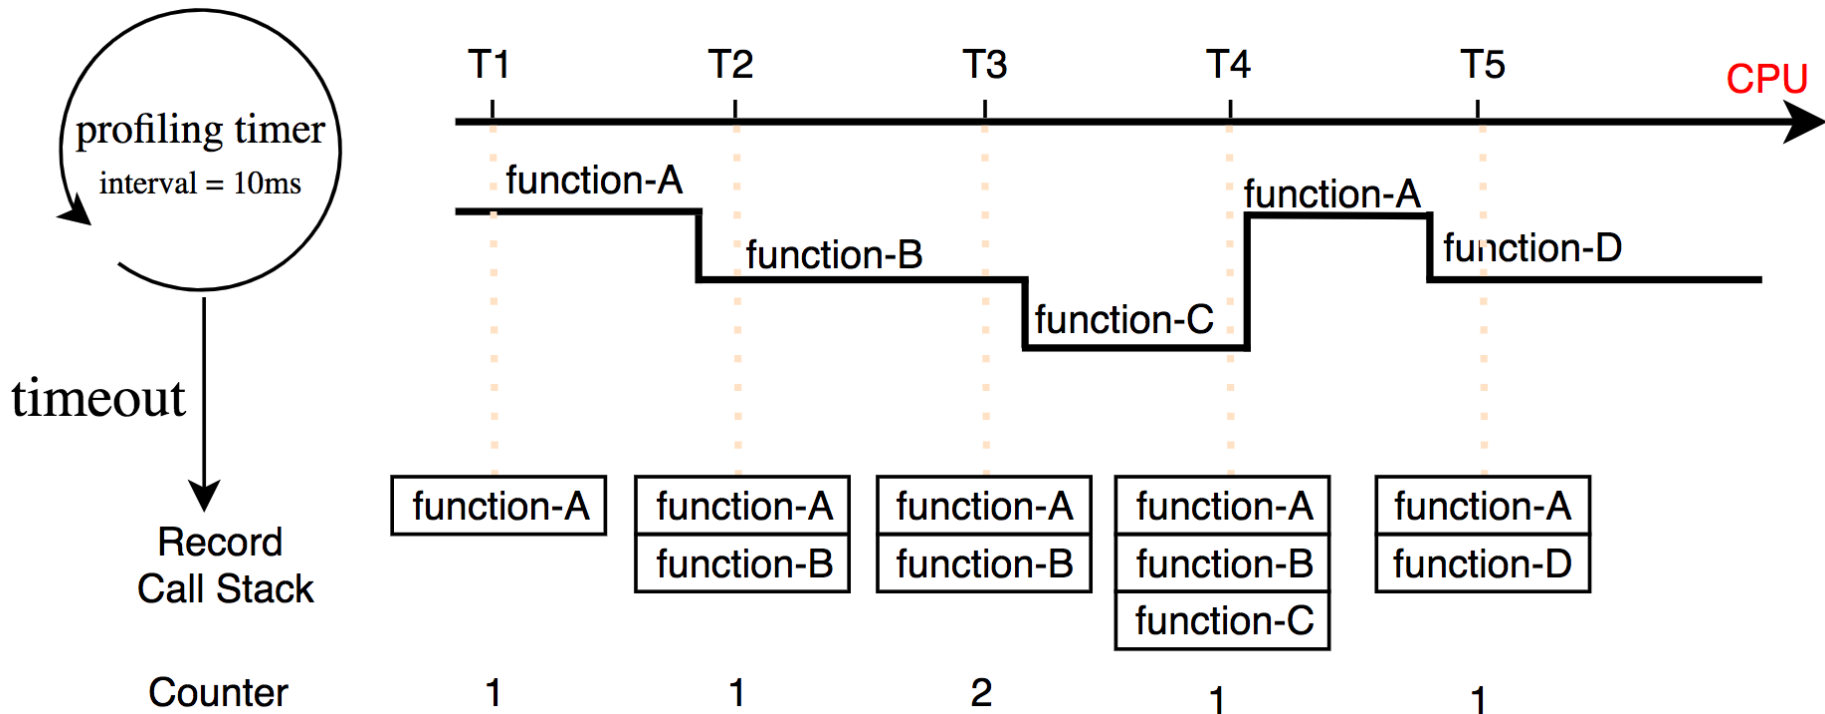 T1 T2 T3 T4 T5
CPU
profiling timer
interval = 10ms
function-A
function-A
function-B
function-D
function-C
timeout
function-A function-A function-A function-A function-A
Record
function-B function-B function-B function-D
Call Stack
function-C
Counter 1 1 2 1 1